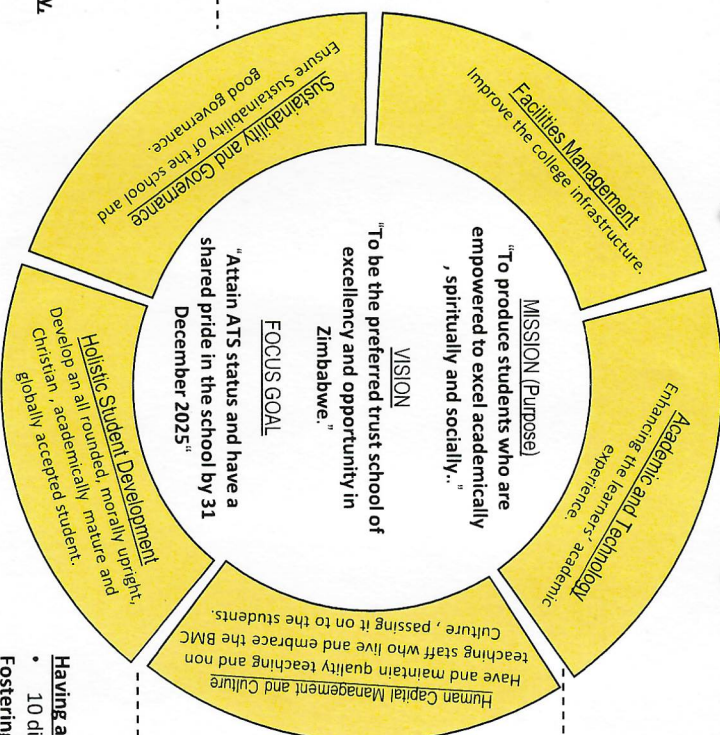 MISSION (Purpose)
“To produce students who are
empowered to excel academically
, spiritually and socially..”
VISION
“To be the preferred trust school of
excellency and opportunity in
Zimbabwe.”
FOCUS GOAL
“Attain ATS status and have a
shared pride in the school by 31
December 2025“
Facilities Management
Improve the college infrastructure.
Academic and Technology
Enhancing the learners’ academic
experience.
Human Capital Management and Culture
Have and maintain quality teaching and non
teaching staff who live and embrace the BMC
Culture , passing it on to the students.
Holistic Student Development
Develop an all rounded, morally upright,
Christian , academically mature and
globally accepted student.
Sustainability and Governance
Ensure Sustainability of the school and
good governance.
Having a
• 10 di
Fostering